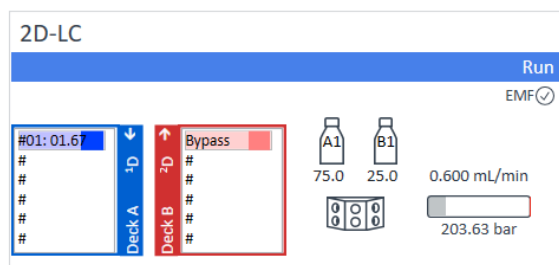 2D-LC
Run
EMF
#01: 01.67
#
#
#
#
#
Deck A ¹D
Deck B ²D
Bypass
#
#
#
#
#
A1 B1
75.0 25.0 0.600 mL/min
203.63 bar